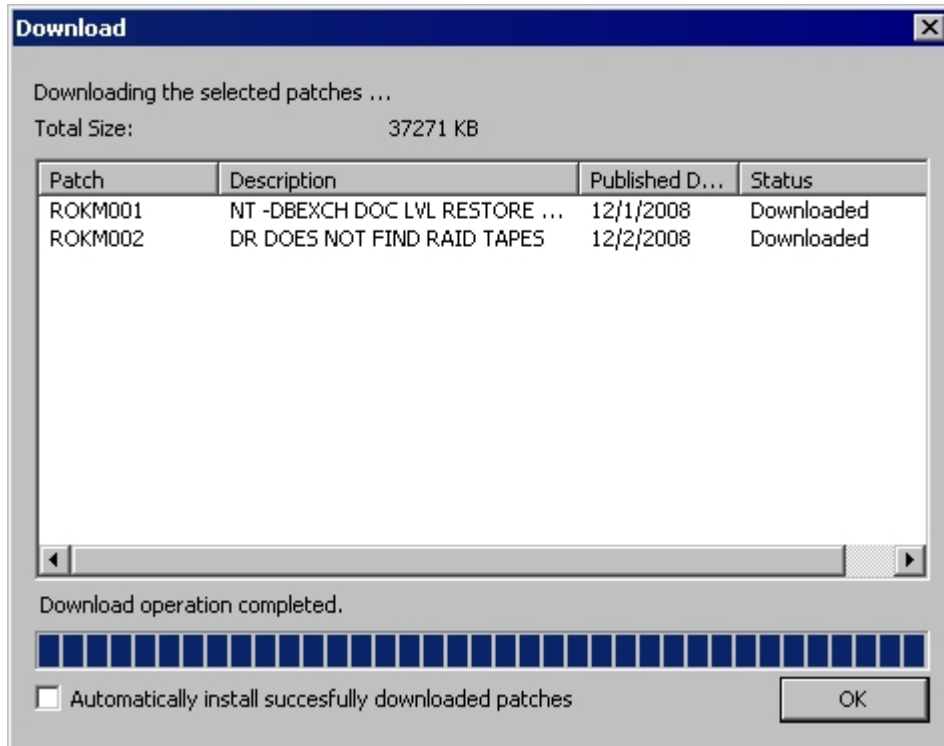 Download
Downloading the selected patches ...
Total Size: 37271 KB
Patch Description Published D... Status
ROKM001 NT -DBEXCH DOC LVL RESTORE ... 12/1/2008 Downloaded
ROKM002 DR DOES NOT FIND RAID TAPES 12/2/2008 Downloaded
Download operation completed.
Automatically install succesfully downloaded patches OK